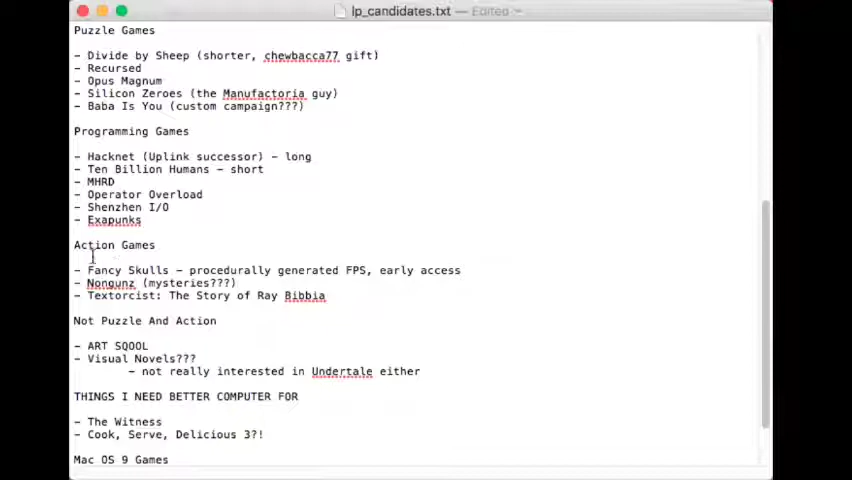 lp_candidates.txt — Edited
Puzzle Games
- Divide by Sheep (shorter, chewbacca77 gift)
- Recursed
- Opus Magnum
- Silicon Zeroes (the Manufactoria guy)
- Baba Is You (custom campaign???)
Programming Games
- Hacknet (Uplink successor) - long
- Ten Billion Humans - short
- MHRD
- Operator Overload
- Shenzhen I/O
- Exapunks
Action Games
- Fancy Skulls - procedurally generated FPS, early access
- Nongunz (mysteries???)
- Textorcist: The Story of Ray Bibbia
Not Puzzle And Action
- ART SQOOL
- Visual Novels???
- not really interested in Undertale either
THINGS I NEED BETTER COMPUTER FOR
- The Witness
- Cook, Serve, Delicious 3?!
Mac OS 9 Games